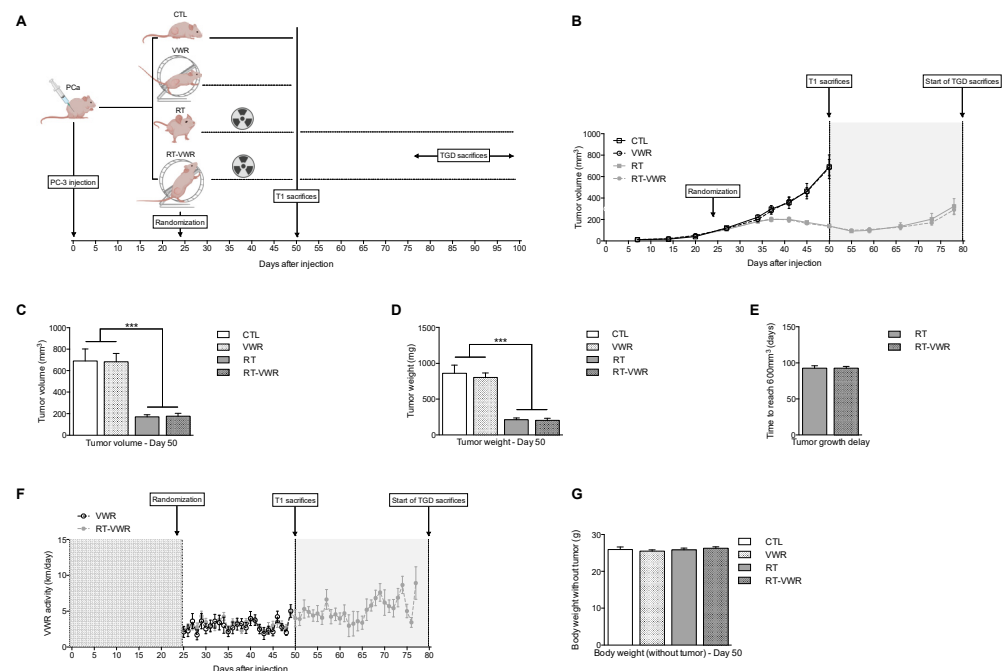 A
CTL
VWR
PCa
RT
RT-VWR
TGD sacrifices
PC-3 injection
T1 sacrifices
Randomization
0 5 10 15 20 25 30 35 40 45 50 55 60 65 70 75 80 85 90 95 100
Days after injection
B
T1 sacrifices
Start of TGD sacrifices
CTL
VWR
RT
RT-VWR
Randomization
Tumor volume (mm³)
1000
800
600
400
200
0
0 5 10 15 20 25 30 35 40 45 50 55 60 65 70 75 80
Days after injection
C
***
Tumor volume (mm³)
1000
800
600
400
200
0
Tumor volume - Day 50
CTL
VWR
RT
RT-VWR
D
***
Tumor weight (mg)
1500
1000
500
0
Tumor weight - Day 50
CTL
VWR
RT
RT-VWR
E
Time to reach 600mm³ (days)
150
100
50
0
Tumor growth delay
RT
RT-VWR
F
Randomization
T1 sacrifices
Start of TGD sacrifices
VWR
RT-VWR
VWR activity (km/day)
15
10
5
0
0 5 10 15 20 25 30 35 40 45 50 55 60 65 70 75 80
Days after injection
G
Body weight without tumor (g)
30
20
10
0
Body weight (without tumor) - Day 50
CTL
VWR
RT
RT-VWR